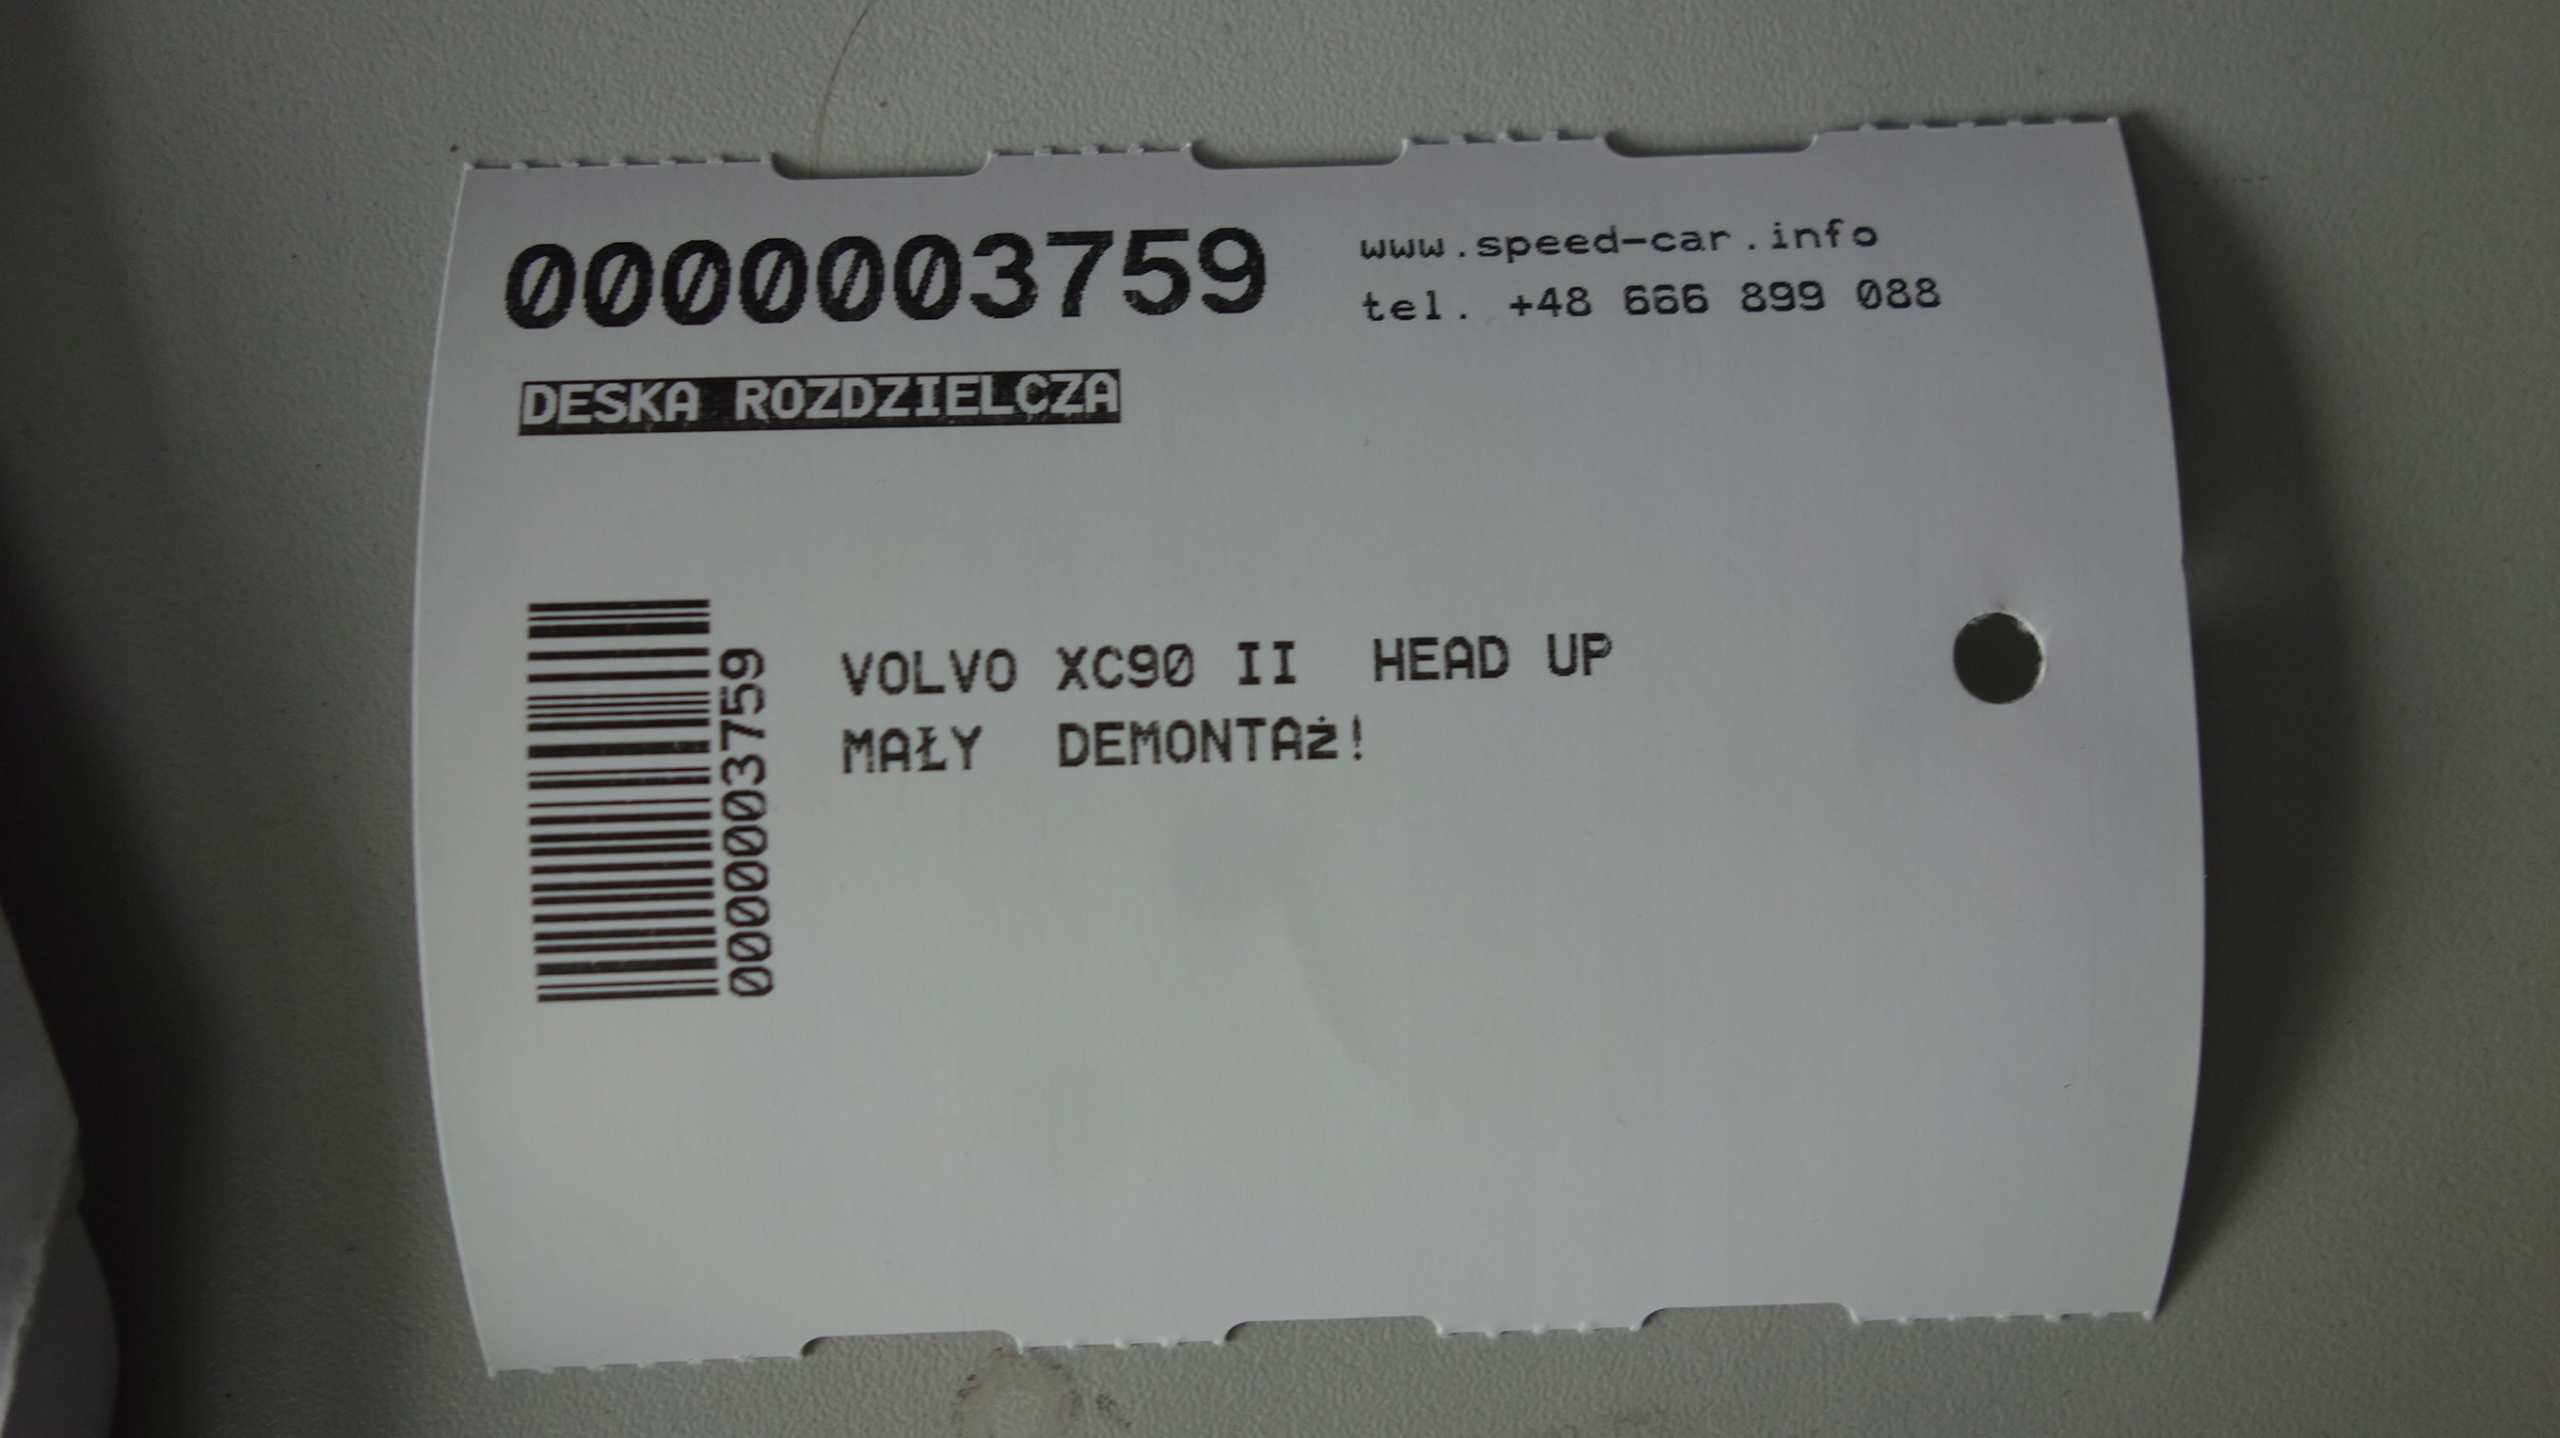 0000003759
www.speed-car.info
tel. +48 666 899 088
DESKA ROZDZIELCZA
0000003759
VOLVO XC90 II  HEAD UP
MAŁY  DEMONTAż!